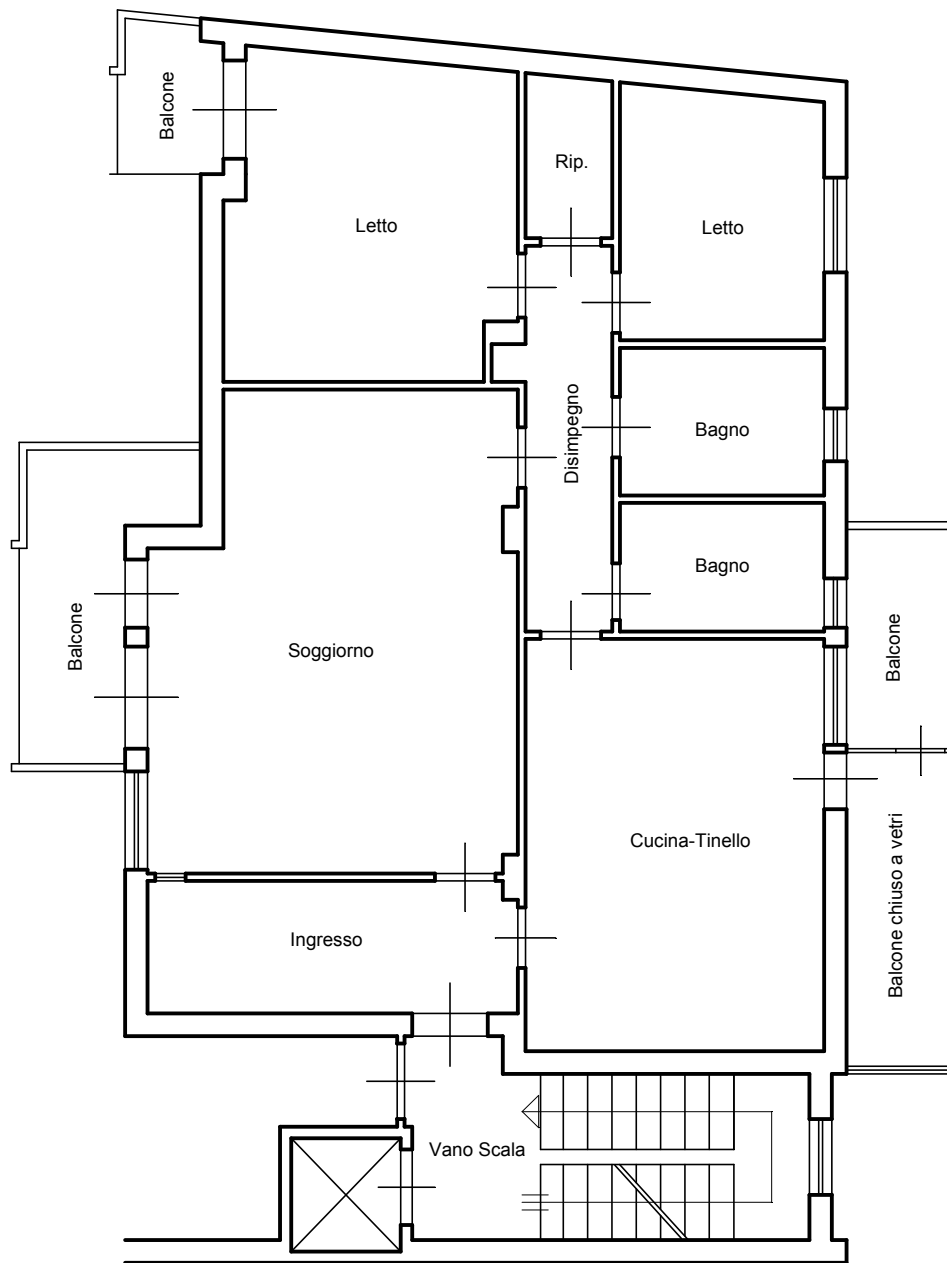 Balcone
Rip.
Letto
Letto
Disimpegno
Bagno
Bagno
Balcone
Soggiorno
Balcone
Cucina-Tinello
Ingresso
Balcone chiuso a vetri
Vano Scala